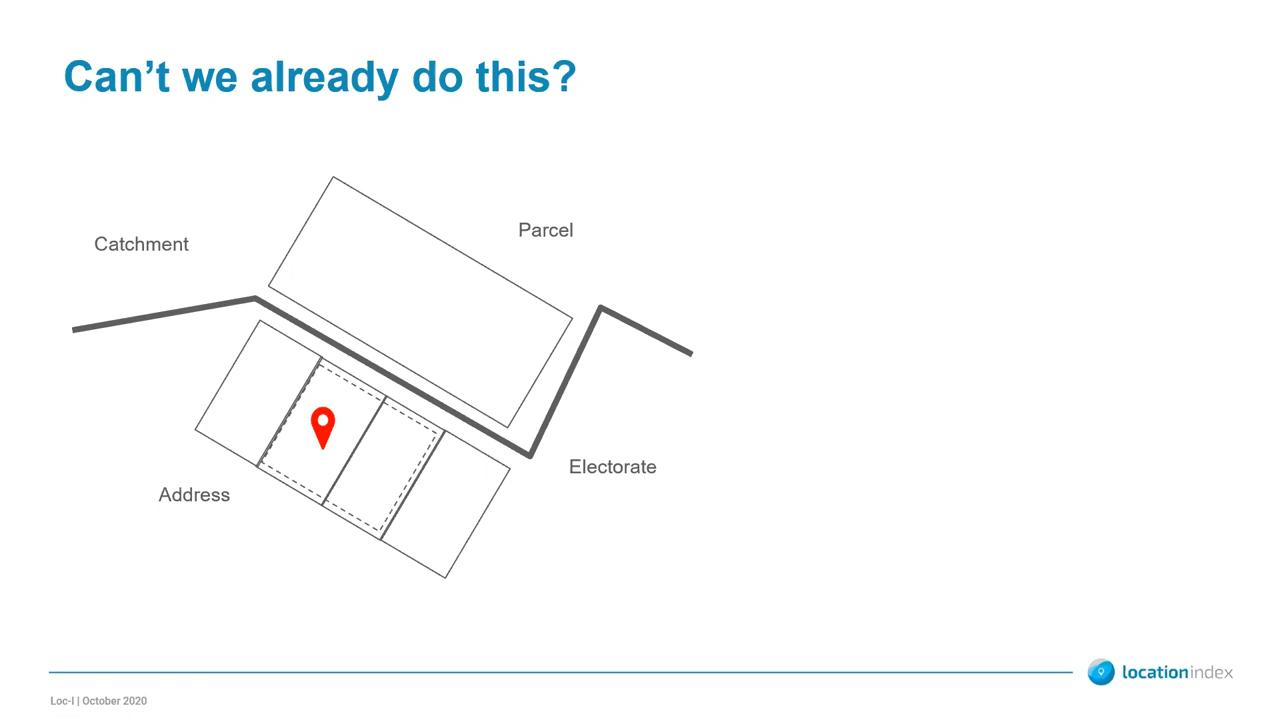 Can’t we already do this?
Catchment
Parcel
Electorate
Address
locationindex
Loc-I | October 2020